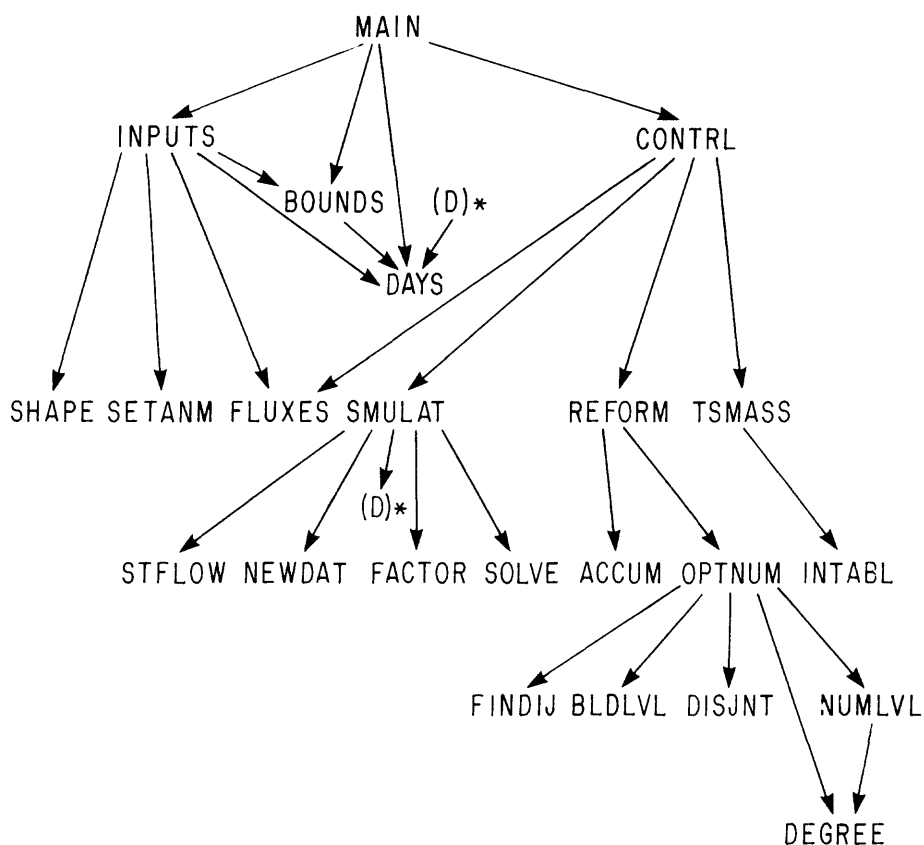 MAIN
INPUTS CONTRL
BOUNDS (D)*
DAYS
SHAPE SETANM FLUXES SMULAT REFORM TSMASS
(D)*
STFLOW NEWDAT FACTOR SOLVE ACCUM OPTNUM INTABL
FINDIJ BLDLVL DISJNT NUMLVL
DEGREE